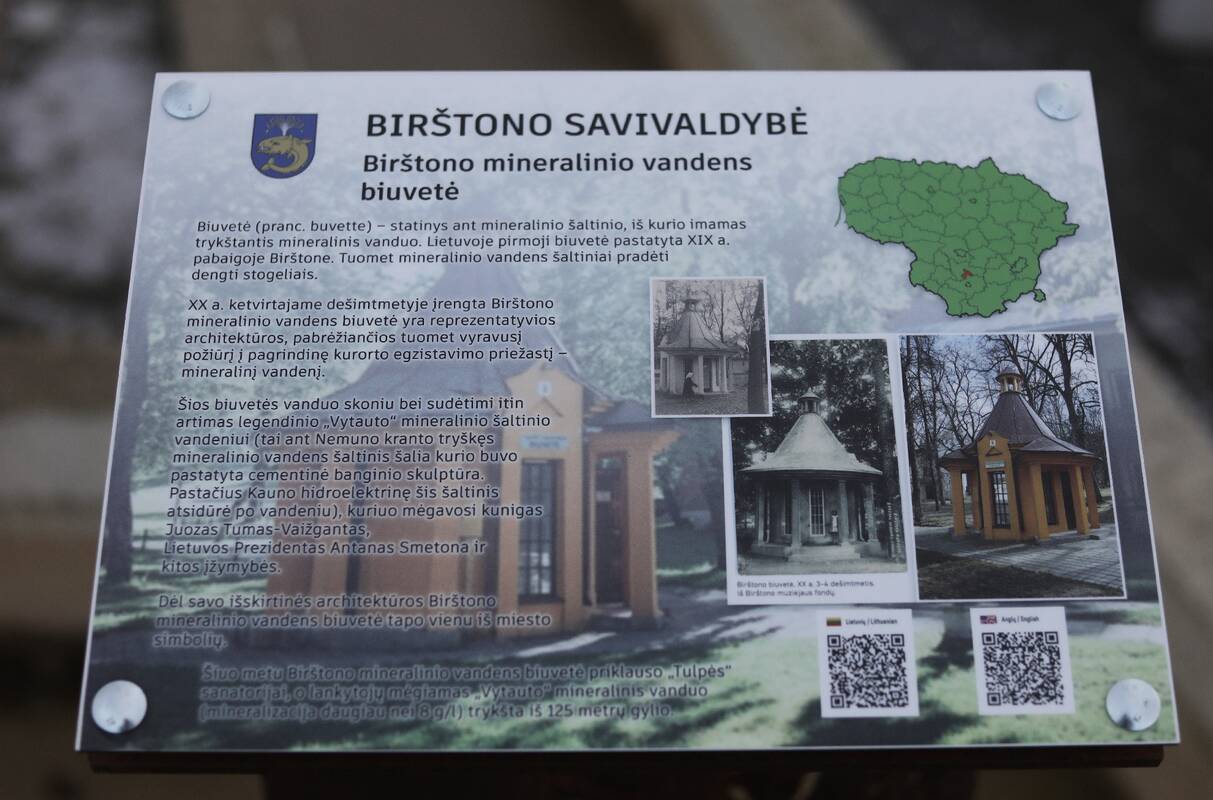 BIRŠTONO SAVIVALDYBĖ
Birštono mineralinio vandens
biuvetė
Biuvetė (pranc. buvette) – statinys ant mineralinio šaltinio, iš kurio imamas
trykštantis mineralinis vanduo. Lietuvoje pirmoji biuvetė pastatyta XIX a.
pabaigoje Birštone. Tuomet mineralinio vandens šaltiniai pradėti
dengti stogeliais.
XX a. ketvirtajame dešimtmetyje įrengta Birštono
mineralinio vandens biuvetė yra reprezentatyvios
architektūros, pabrėžiančios tuomet vyravusį
požiūrį į pagrindinę kurorto egzistavimo priežastį –
mineralinį vandenį.
Šios biuvetės vanduo skoniu bei sudėtimi itin
artimas legendinio „Vytauto“ mineralinio šaltinio
vandeniui (tai ant Nemuno kranto tryškęs
mineralinio vandens šaltinis šalia kurio buvo
pastatyta cementinė banginio skulptūra.
Pastačius Kauno hidroelektrinę šis šaltinis
atsidūrė po vandeniu), kuriuo mėgavosi kunigas
Juozas Tumas-Vaižgantas,
Lietuvos Prezidentas Antanas Smetona ir
kitos įžymybės.
Dėl savo išskirtinės architektūros Birštono
mineralinio vandens biuvetė tapo vienu iš miesto
simbolių.
Šiuo metu Birštono mineralinio vandens biuvetė priklauso „Tulpės“
sanatorijai, o lankytojų mėgiamas „Vytauto“ mineralinis vanduo
(mineralizacija daugiau nei 8 g/l) trykšta iš 125 metrų gylio.
Birštono biuvetė, XX a. 3-4 dešimtmetis.
Iš Birštono muziejaus fondų.
Lietuvių / Lithuanian
Anglų / English